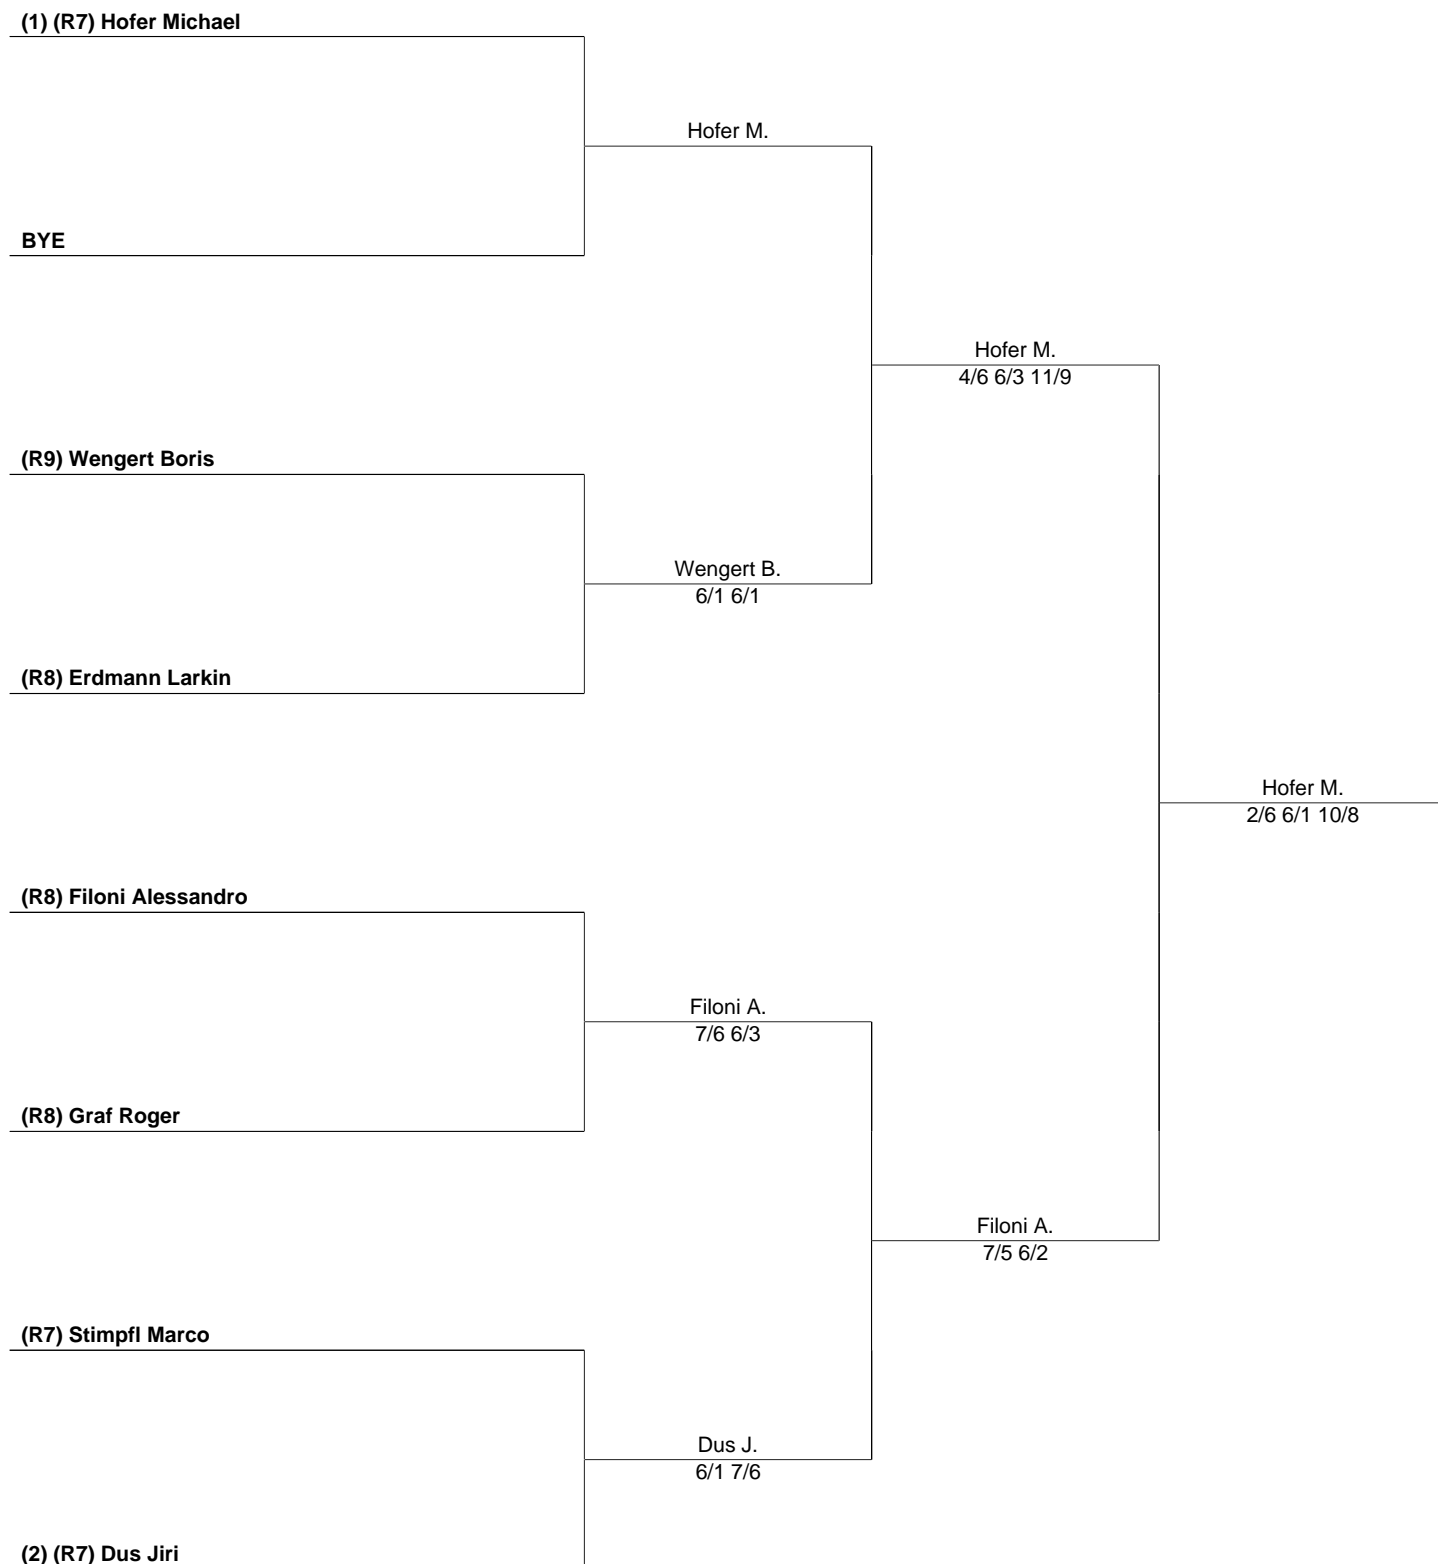 (1) (R7) Hofer Michael
Hofer M.
BYE
Hofer M.
4/6 6/3 11/9
(R9) Wengert Boris
Wengert B.
6/1 6/1
(R8) Erdmann Larkin
Hofer M.
2/6 6/1 10/8
(R8) Filoni Alessandro
Filoni A.
7/6 6/3
(R8) Graf Roger
Filoni A.
7/5 6/2
(R7) Stimpfl Marco
Dus J.
6/1 7/6
(2) (R7) Dus Jiri